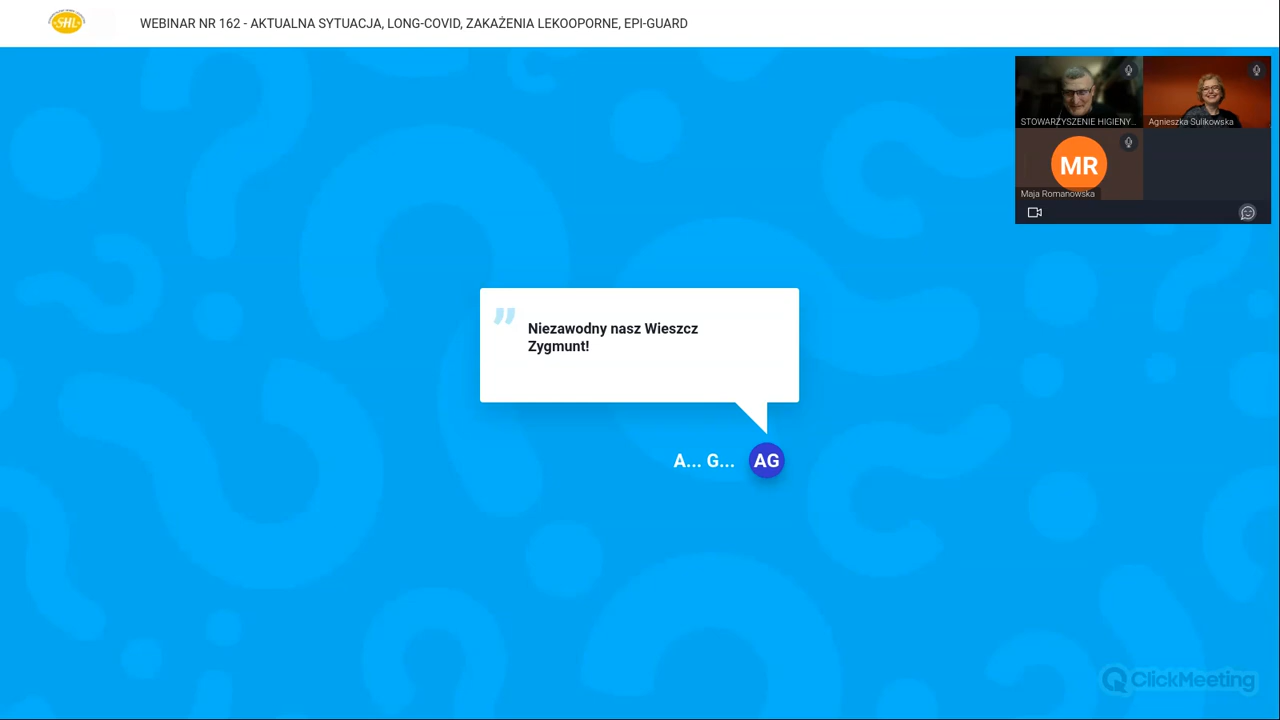 SHL
WEBINAR NR 162 - AKTUALNA SYTUACJA, LONG-COVID, ZAKAŻENIA LEKOOPORNE, EPI-GUARD
STOWARZYSZENIE HIGIENY...
Agnieszka Sulikowska
MR
Maja Romanowska
Niezawodny nasz Wieszcz
Zygmunt!
A... G...
AG
ClickMeeting